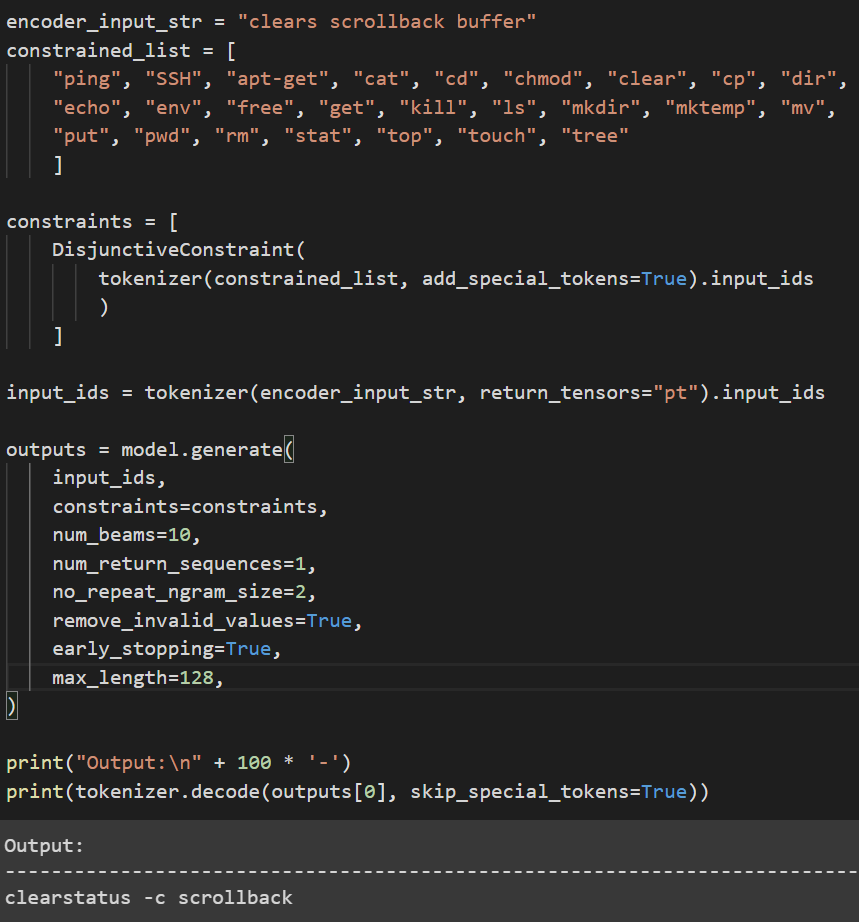 encoder_input_str = "clears scrollback buffer"
constrained_list = [
    "ping", "SSH", "apt-get", "cat", "cd", "chmod", "clear", "cp", "dir",
    "echo", "env", "free", "get", "kill", "ls", "mkdir", "mktemp", "mv",
    "put", "pwd", "rm", "stat", "top", "touch", "tree"
    ]

constraints = [
    DisjunctiveConstraint(
        tokenizer(constrained_list, add_special_tokens=True).input_ids
        )
    ]

input_ids = tokenizer(encoder_input_str, return_tensors="pt").input_ids

outputs = model.generate(
    input_ids,
    constraints=constraints,
    num_beams=10,
    num_return_sequences=1,
    no_repeat_ngram_size=2,
    remove_invalid_values=True,
    early_stopping=True,
    max_length=128,
)

print("Output:\n" + 100 * '-')
print(tokenizer.decode(outputs[0], skip_special_tokens=True))
Output:
----------------------------------------------------------------------------------------------------
clearstatus -c scrollback